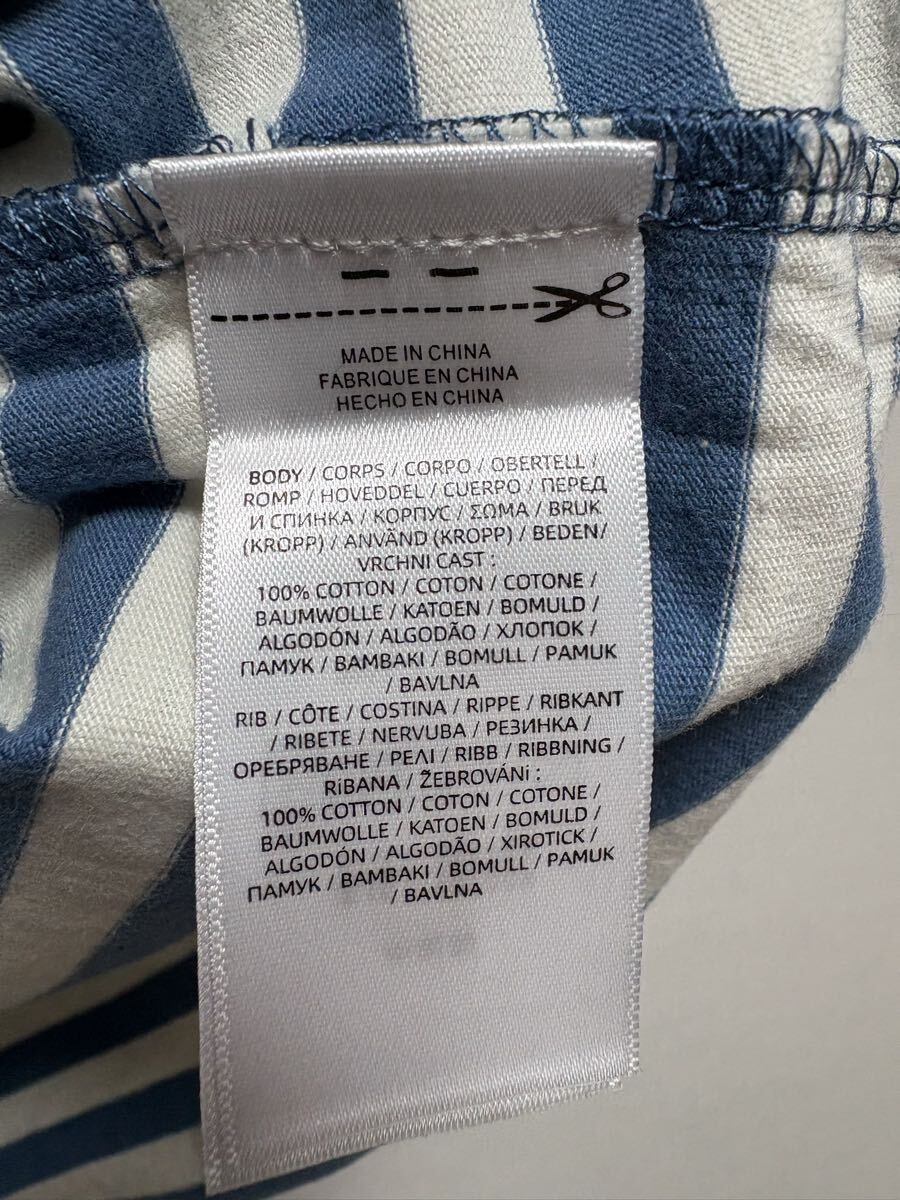 MADE IN CHINA
FABRIQUE EN CHINA
HECHO EN CHINA
BODY / CORPS / CORPO / OBERTELL /
ROMP / HOVEDDEL / CUERPO / ПЕРЕД
И СПИНКА / КОРПУС / ΣΩΜΑ / BRUK
(KROPP) / ANVÄND (KROPP) / BEDEN/
VRCHNI CAST :
100% COTTON / COTON / COTONE /
BAUMWOLLE / KATOEN / BOMULD /
ALGODÓN / ALGODÃO / ХЛОПОК /
ПАМУК / BAMBAKI / BOMULL / PAMUK
/ BAVLNA
RIB / CÔTE / COSTINA / RIPPE / RIBKANT
/ RIBETE / NERVUBA / РЕЗИНКА /
ОРЕБРЯВАНЕ / ΡΕΛΙ / RIBB / RIBBNING /
RiBANA / ŽEBROVÁNi :
100% COTTON / COTON / COTONE /
BAUMWOLLE / KATOEN / BOMULD /
ALGODÓN / ALGODÃO / XIROTICK /
ПАМУК / BAMBAKI / BOMULL / PAMUK
/ BAVLNA